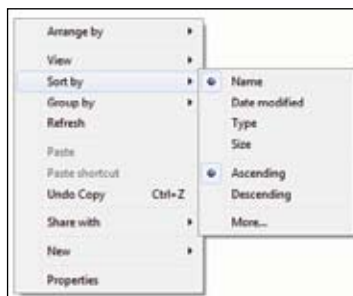 Arrange by
View
Sort by
Group by
Refresh
Paste
Paste shortcut
Undo Copy Ctrl+Z
Share with
New
Properties
Name
Date modified
Type
Size
Ascending
Descending
More...